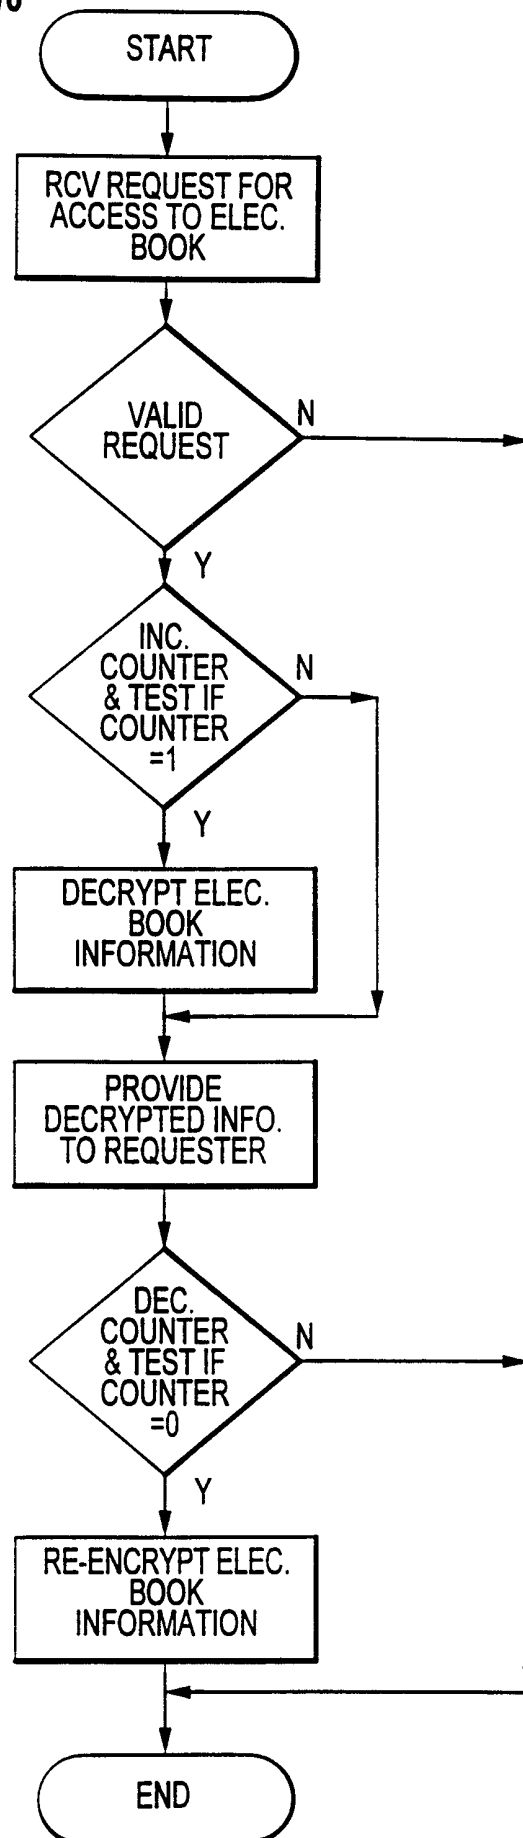 START
RCV REQUEST FOR
ACCESS TO ELEC.
BOOK
VALID
REQUEST
N
Y
INC.
COUNTER
& TEST IF
COUNTER
=1
N
Y
DECRYPT ELEC.
BOOK
INFORMATION
PROVIDE
DECRYPTED INFO.
TO REQUESTER
DEC.
COUNTER
& TEST IF
COUNTER
=0
N
Y
RE-ENCRYPT ELEC.
BOOK
INFORMATION
END